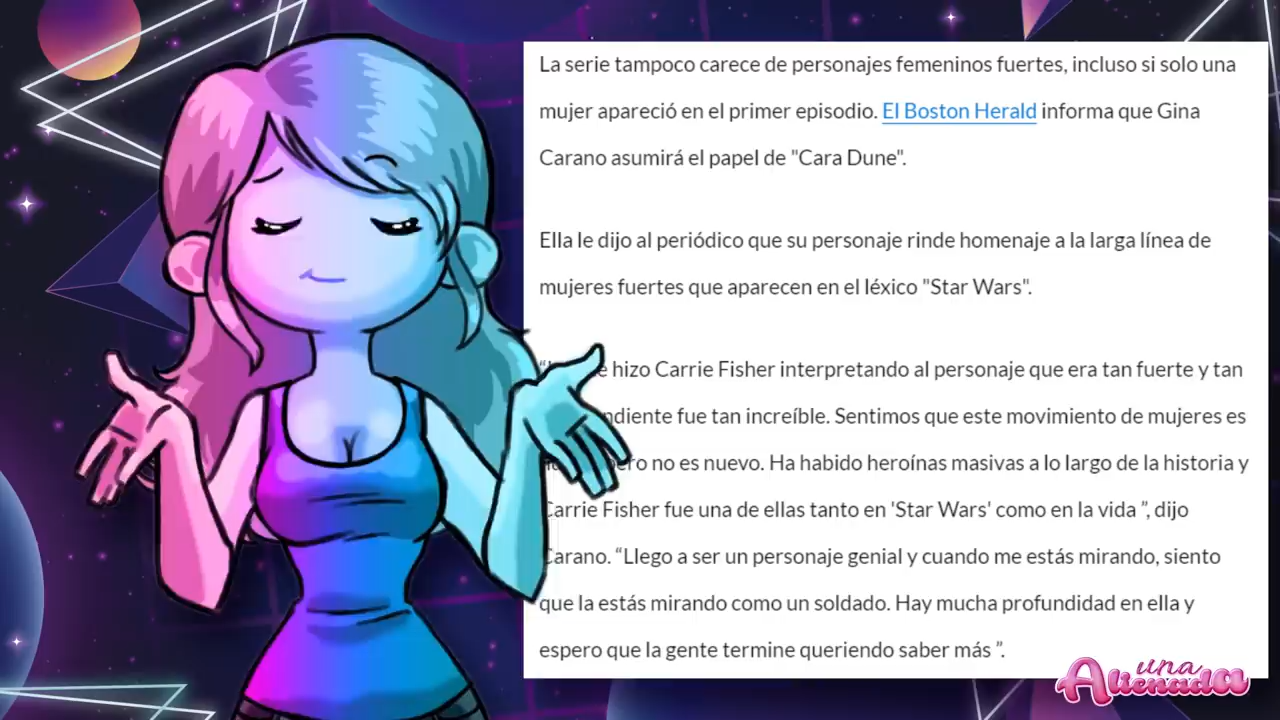 La serie tampoco carece de personajes femeninos fuertes, incluso si solo una
mujer apareció en el primer episodio. El Boston Herald informa que Gina
Carano asumirá el papel de "Cara Dune".
Ella le dijo al periódico que su personaje rinde homenaje a la larga línea de
mujeres fuertes que aparecen en el léxico "Star Wars".
hizo Carrie Fisher interpretando al personaje que era tan fuerte y tan
fue tan increíble. Sentimos que este movimiento de mujeres es
no es nuevo. Ha habido heroínas masivas a lo largo de la historia y
Carrie Fisher fue una de ellas tanto en 'Star Wars' como en la vida ”, dijo
Carano. “Llego a ser un personaje genial y cuando me estás mirando, siento
que la estás mirando como un soldado. Hay mucha profundidad en ella y
espero que la gente termine queriendo saber más ”.
una
Alienada